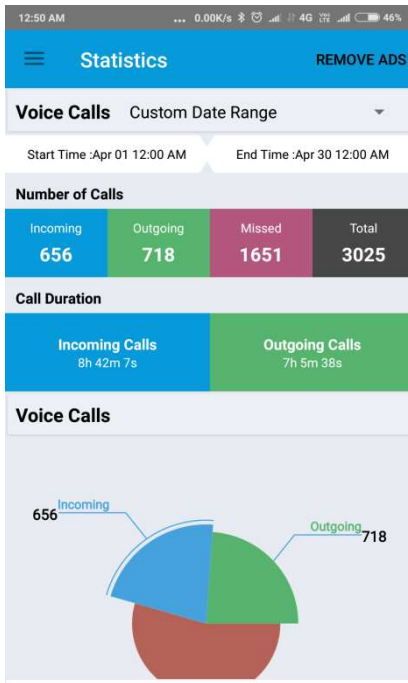 12:50 AM ... 0.00K/s 4G VoLTE 46%
Statistics REMOVE ADS
Voice Calls Custom Date Range
Start Time :Apr 01 12:00 AM End Time :Apr 30 12:00 AM
Number of Calls
Incoming Outgoing Missed Total
656 718 1651 3025
Call Duration
Incoming Calls Outgoing Calls
8h 42m 7s 7h 5m 38s
Voice Calls
Incoming
656
Outgoing
718